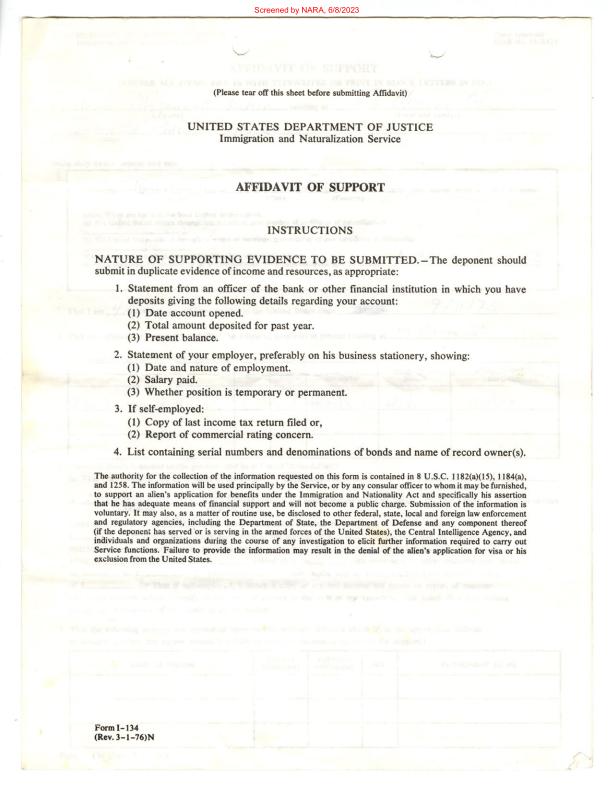 Screened by NARA, 6/8/2023
(Please tear off this sheet before submitting Affidavit)
UNITED STATES DEPARTMENT OF JUSTICE
Immigration and Naturalization Service
AFFIDAVIT OF SUPPORT
INSTRUCTIONS
NATURE OF SUPPORTING EVIDENCE TO BE SUBMITTED.—The deponent should
submit in duplicate evidence of income and resources, as appropriate:
1. Statement from an officer of the bank or other financial institution in which you have
deposits giving the following details regarding your account:
(1) Date account opened.
(2) Total amount deposited for past year.
(3) Present balance.
2. Statement of your employer, preferably on his business stationery, showing:
(1) Date and nature of employment.
(2) Salary paid.
(3) Whether position is temporary or permanent.
3. If self-employed:
(1) Copy of last income tax return filed or,
(2) Report of commercial rating concern.
4. List containing serial numbers and denominations of bonds and name of record owner(s).
The authority for the collection of the information requested on this form is contained in 8 U.S.C. 1182(a)(15), 1184(a),
and 1258. The information will be used principally by the Service, or by any consular officer to whom it may be furnished,
to support an alien's application for benefits under the Immigration and Nationality Act and specifically his assertion
that he has adequate means of financial support and will not become a public charge. Submission of the information is
voluntary. It may also, as a matter of routine use, be disclosed to other federal, state, local and foreign law enforcement
and regulatory agencies, including the Department of State, the Department of Defense and any component thereof
(if the deponent has served or is serving in the armed forces of the United States), the Central Intelligence Agency, and
individuals and organizations during the course of any investigation to elicit further information required to carry out
Service functions. Failure to provide the information may result in the denial of the alien's application for visa or his
exclusion from the United States.
Form I-134
(Rev. 3-1-76)N